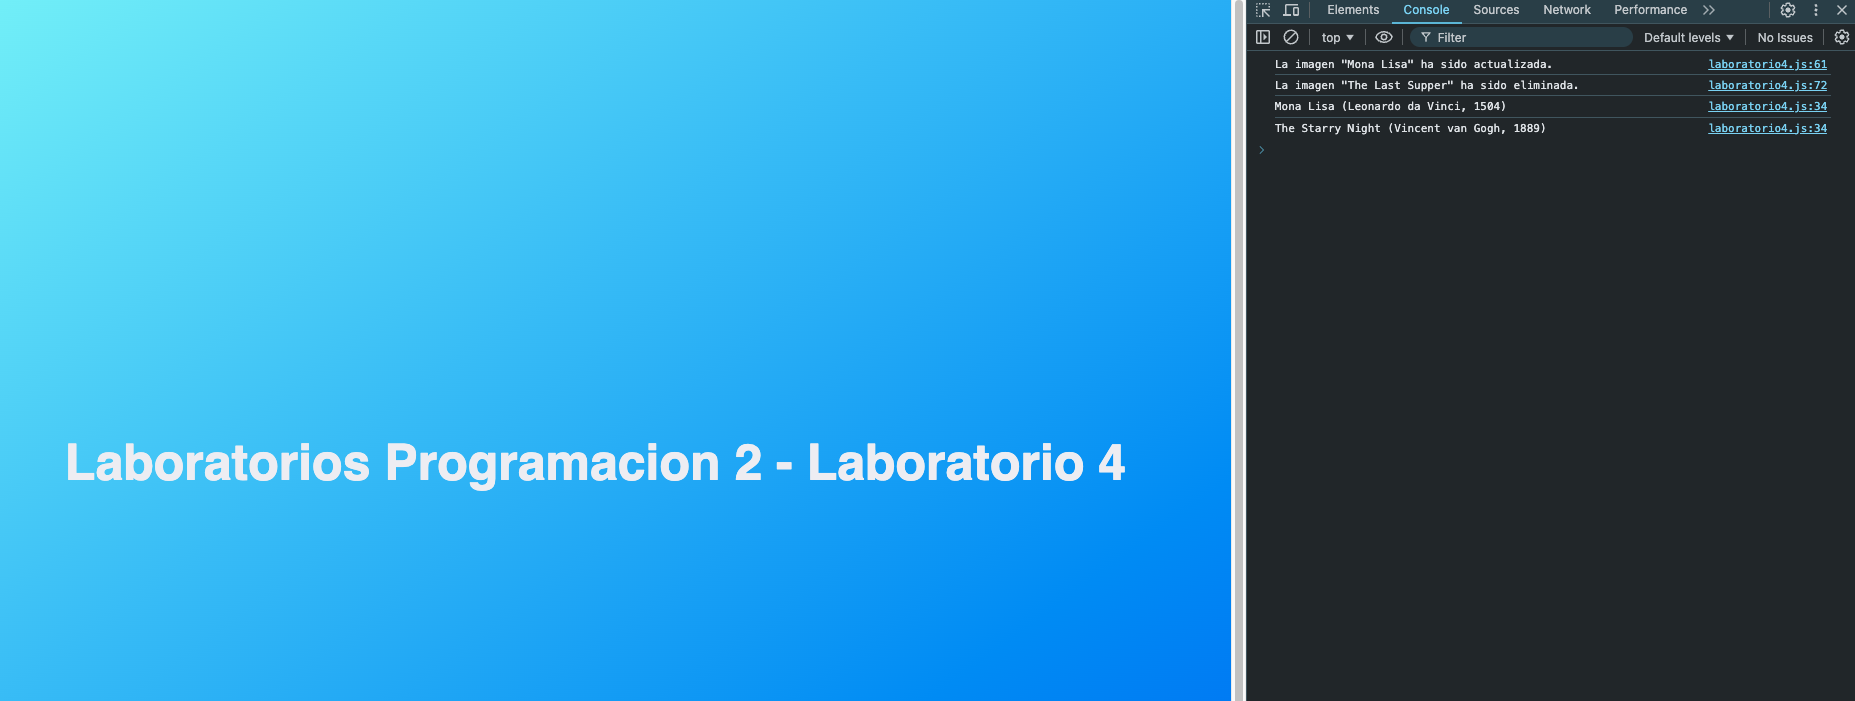 Laboratorios Programacion 2 - Laboratorio 4
Elements Console Sources Network Performance
top Filter Default levels No Issues
La imagen "Mona Lisa" ha sido actualizada. laboratorio4.js:61
La imagen "The Last Supper" ha sido eliminada. laboratorio4.js:72
Mona Lisa (Leonardo da Vinci, 1504) laboratorio4.js:34
The Starry Night (Vincent van Gogh, 1889) laboratorio4.js:34